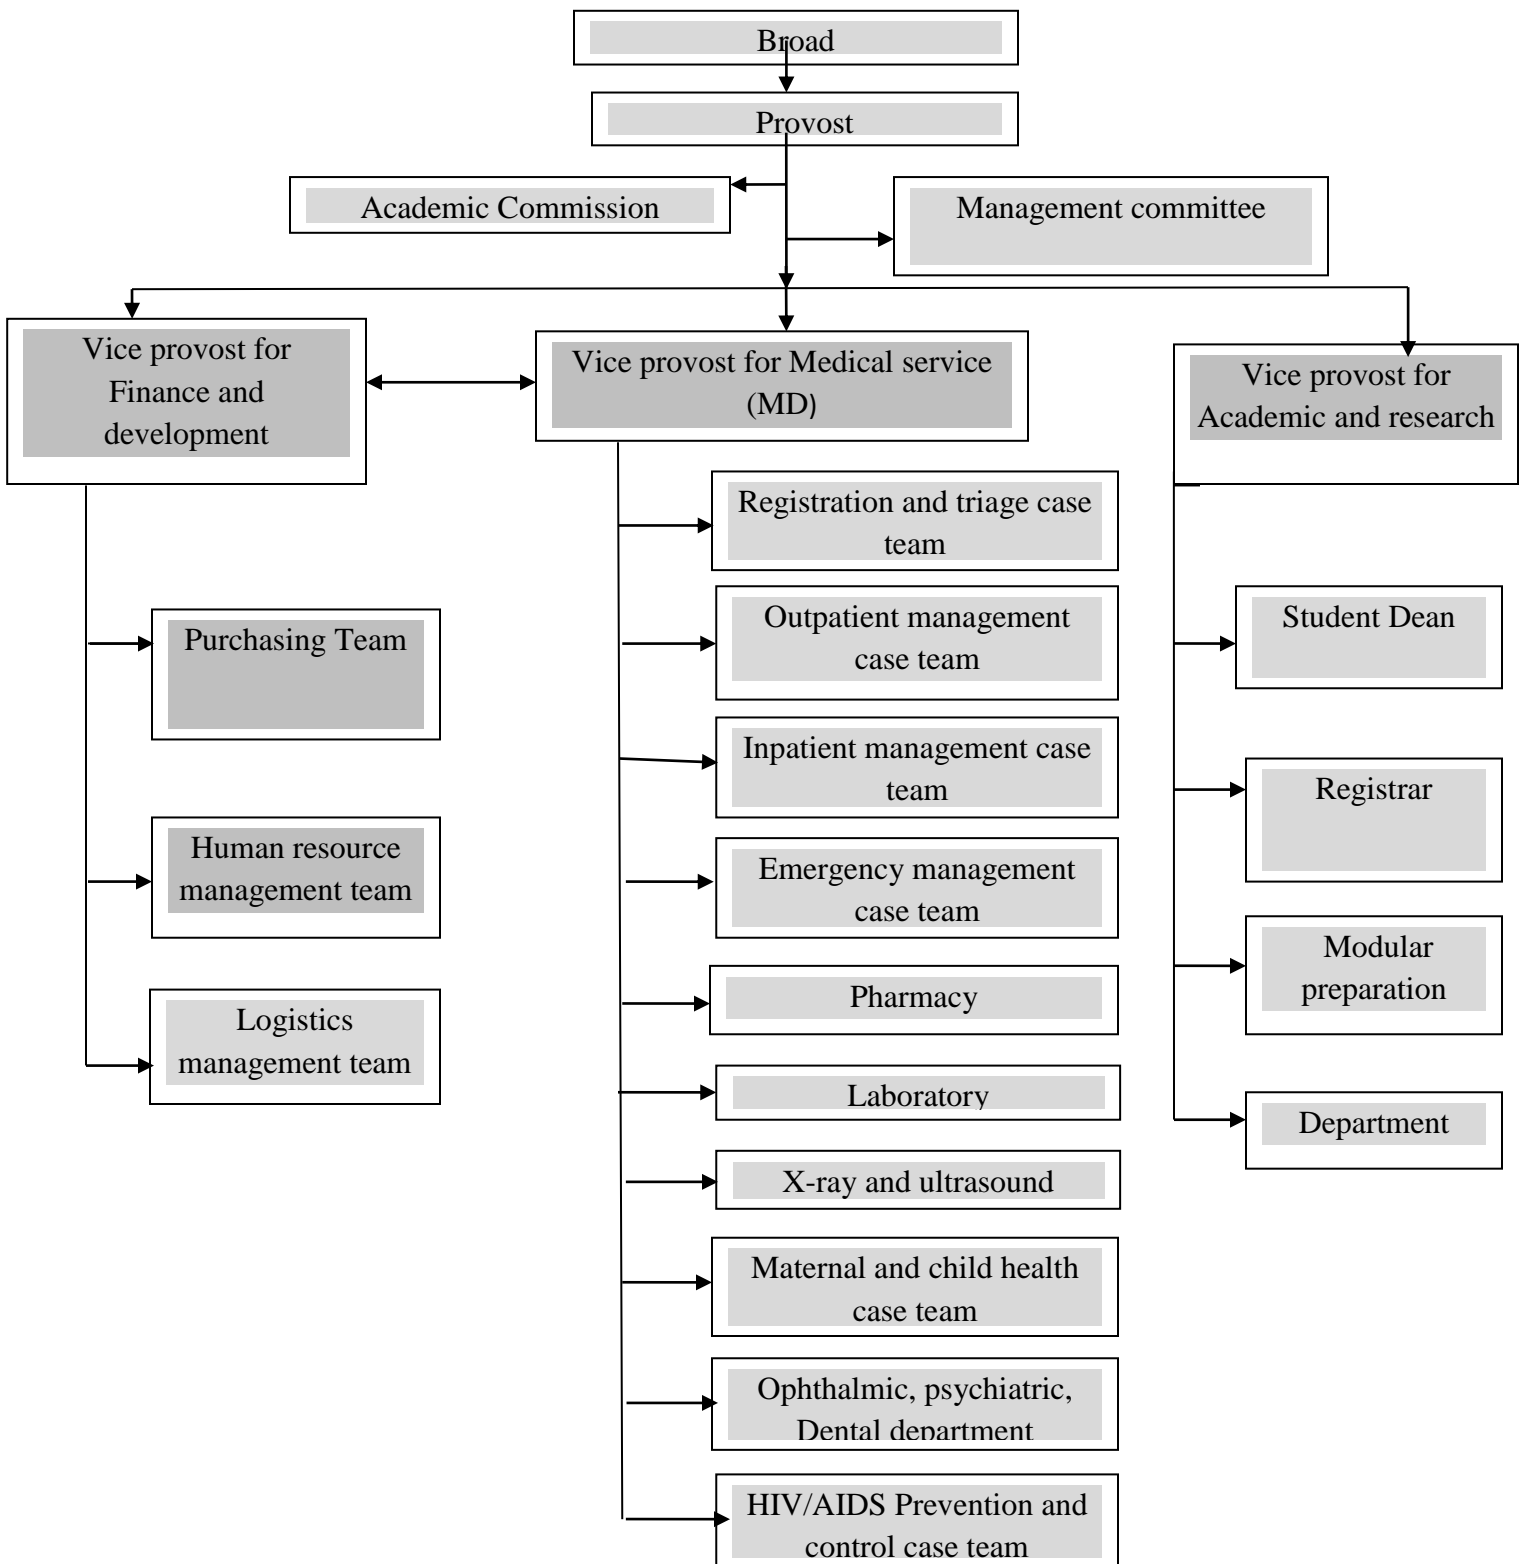 Broad
Provost
Academic Commission
Management committee
Vice provost for
Finance and
development
Vice provost for Medical service
(MD)
Vice provost for
Academic and research
Purchasing Team
Human resource
management team
Logistics
management team
Registration and triage case
team
Outpatient management
case team
Inpatient management case
team
Emergency management
case team
Pharmacy
Laboratory
X-ray and ultrasound
Maternal and child health
case team
Ophthalmic, psychiatric,
Dental department
HIV/AIDS Prevention and
control case team
Student Dean
Registrar
Modular
preparation
Department